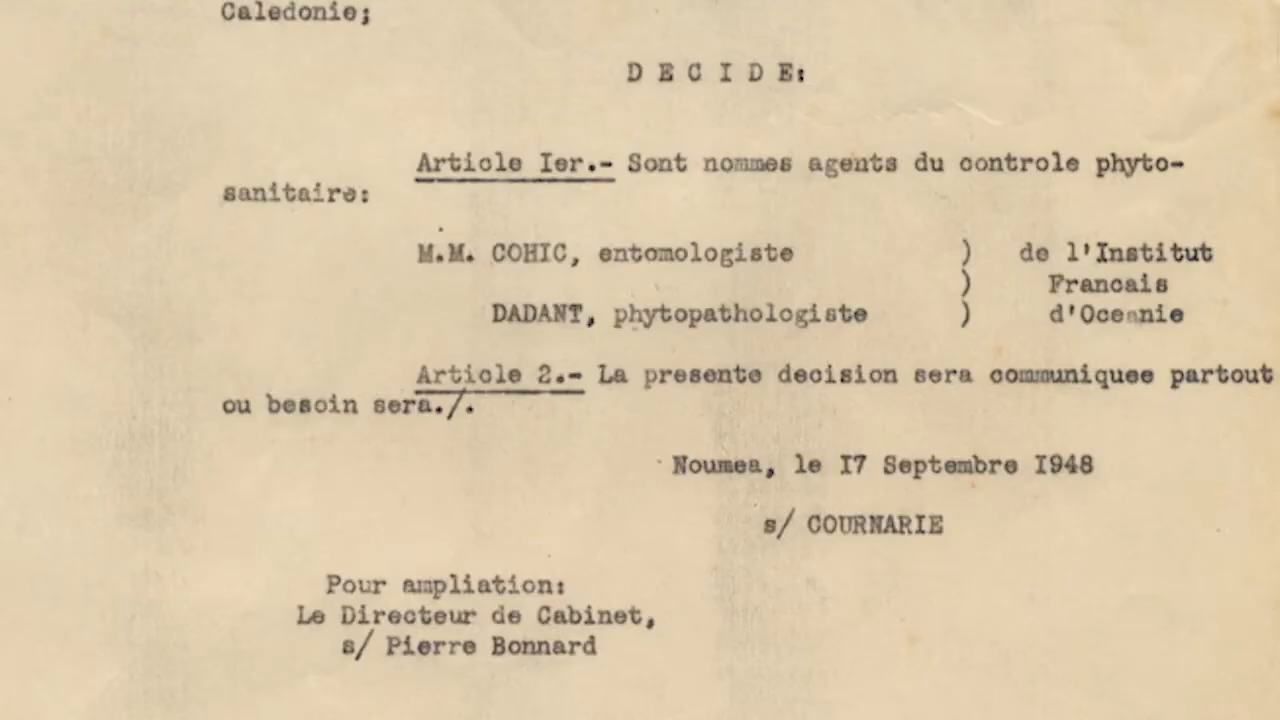 Caledonie;
D E C I D E:
Article Ier.- Sont nommes agents du controle phyto-
sanitaire:
M.M. COHIC, entomologiste ) de l'Institut
) Francais
DADANT, phytopathologiste ) d'Oceanie
Article 2.- La presente decision sera communiquee partout
ou besoin sera./.
Noumea, le I7 Septembre I948
s/ COURNARIE
Pour ampliation:
Le Directeur de Cabinet,
s/ Pierre Bonnard